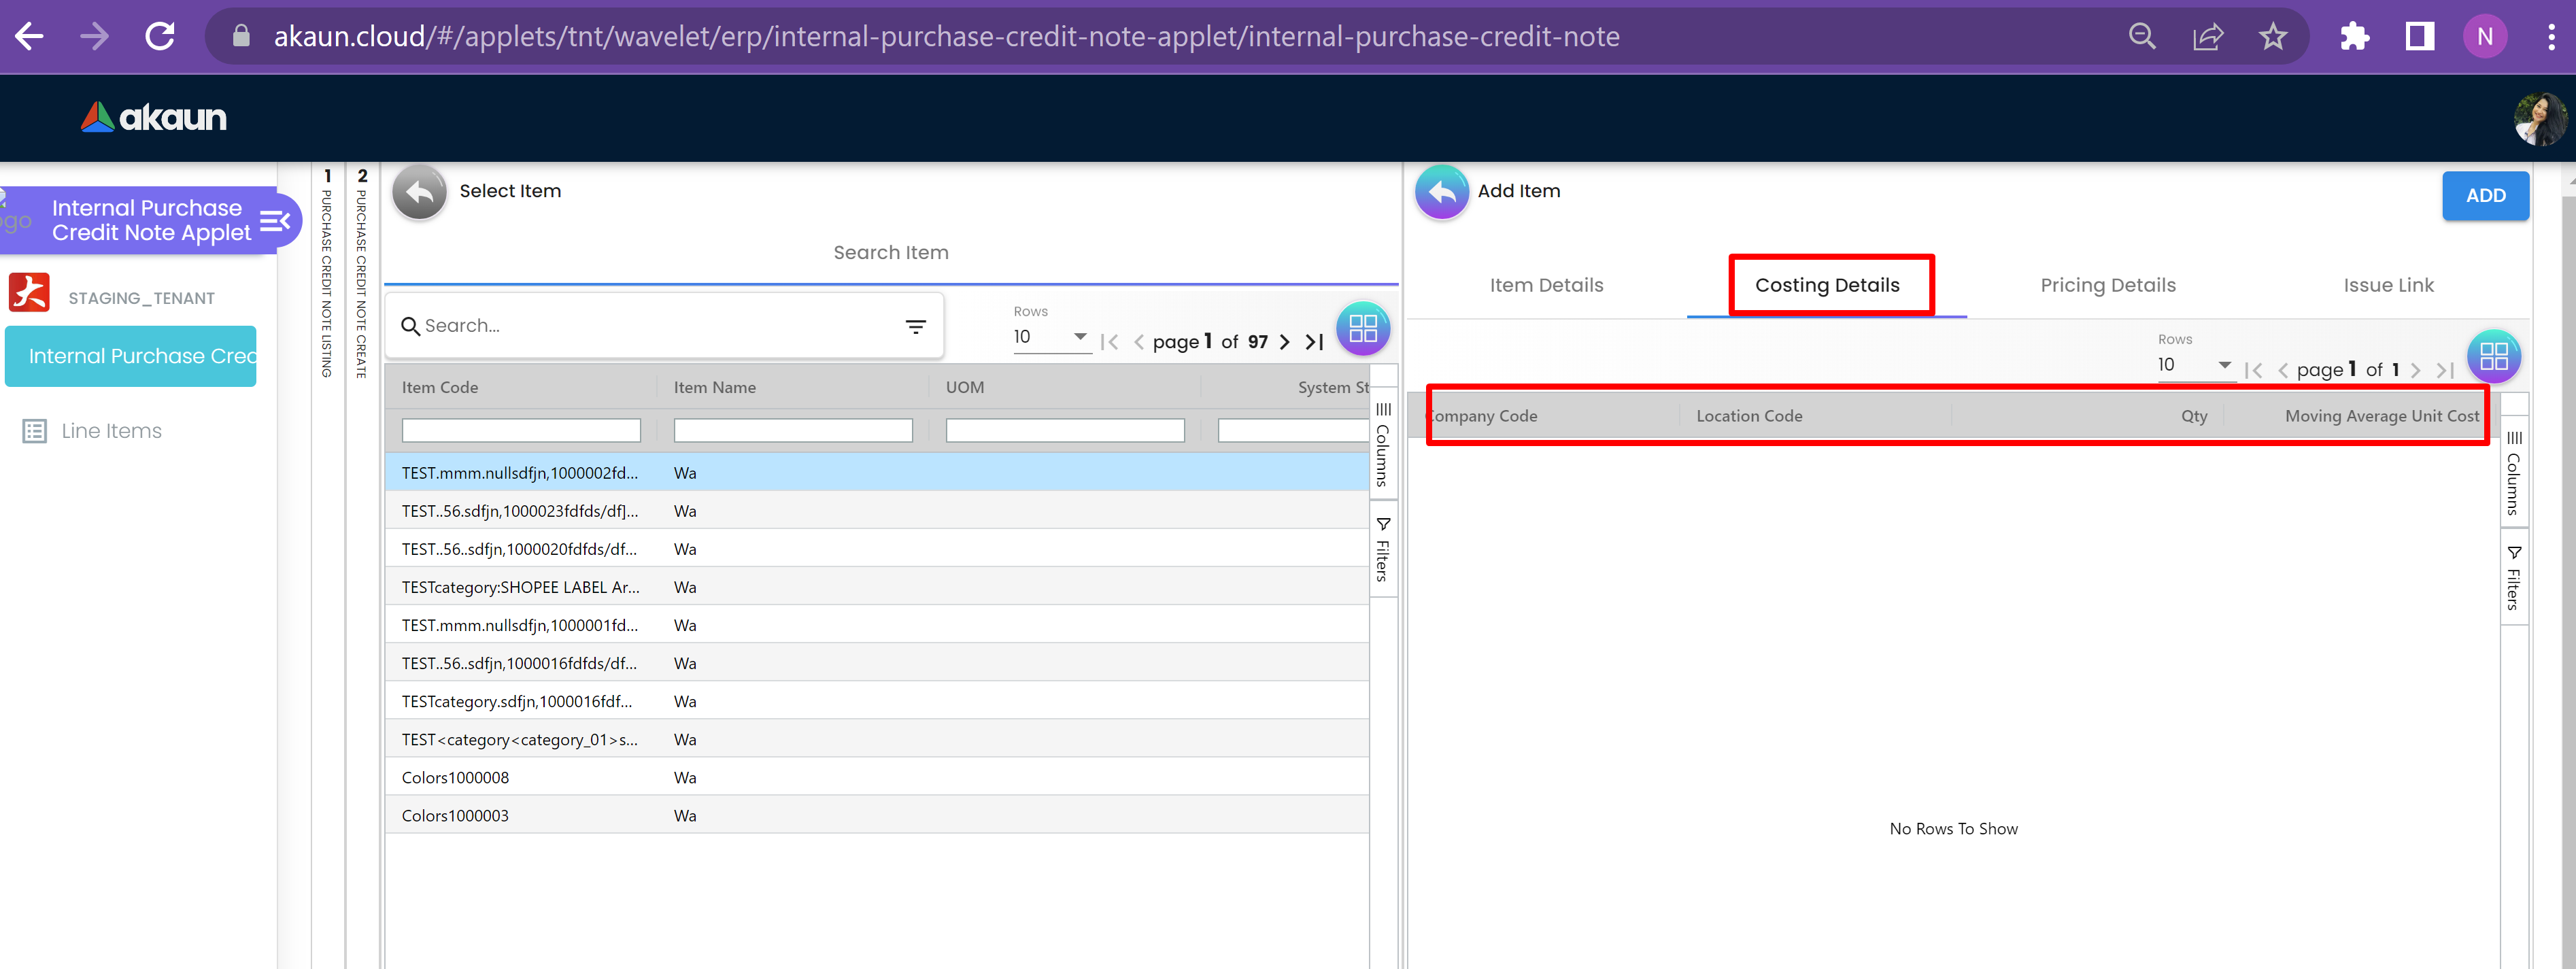 akaun.cloud/#/applets/tnt/wavelet/erp/internal-purchase-credit-note-applet/internal-purchase-credit-note
N
akaun
ogo
Internal Purchase
Credit Note Applet
STAGING_TENANT
Internal Purchase Cred
Line Items
1 PURCHASE CREDIT NOTE LISTING
2 PURCHASE CREDIT NOTE CREATE
Select Item
Search Item
Search...
Rows
10
page 1 of 97
Item Code Item Name UOM System St
TEST.mmm.nullsdfjn,1000002fd... Wa
TEST..56.sdfjn,1000023fdfds/df]... Wa
TEST..56..sdfjn,1000020fdfds/df... Wa
TESTcategory:SHOPEE LABEL Ar... Wa
TEST.mmm.nullsdfjn,1000001fd... Wa
TEST..56..sdfjn,1000016fdfds/df... Wa
TESTcategory.sdfjn,1000016fdf... Wa
TEST<category<category_01>s... Wa
Colors1000008 Wa
Colors1000003 Wa
Columns
Filters
Add Item
ADD
Item Details Costing Details Pricing Details Issue Link
Rows
10
page 1 of 1
Company Code Location Code Qty Moving Average Unit Cost
No Rows To Show
Columns
Filters